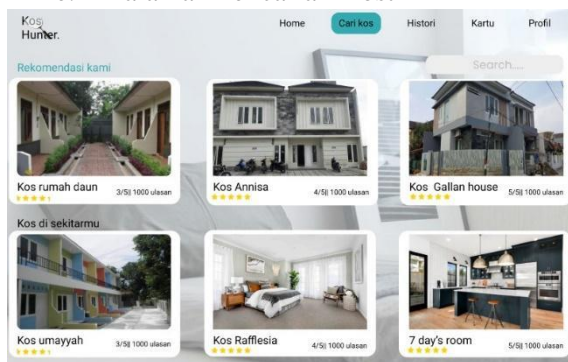 Kos
Hunter.
Home
Cari kos
Histori
Kartu
Profil
Rekomendasi kami
Search.....
Kos rumah daun
3/5|| 1000 ulasan
Kos Annisa
4/5|| 1000 ulasan
Kos Gallan house
5/5|| 1000 ulasan
Kos di sekitarmu
Kos umayyah
3/5|| 1000 ulasan
Kos Rafflesia
4/5|| 1000 ulasan
7 day's room
5/5|| 1000 ulasan